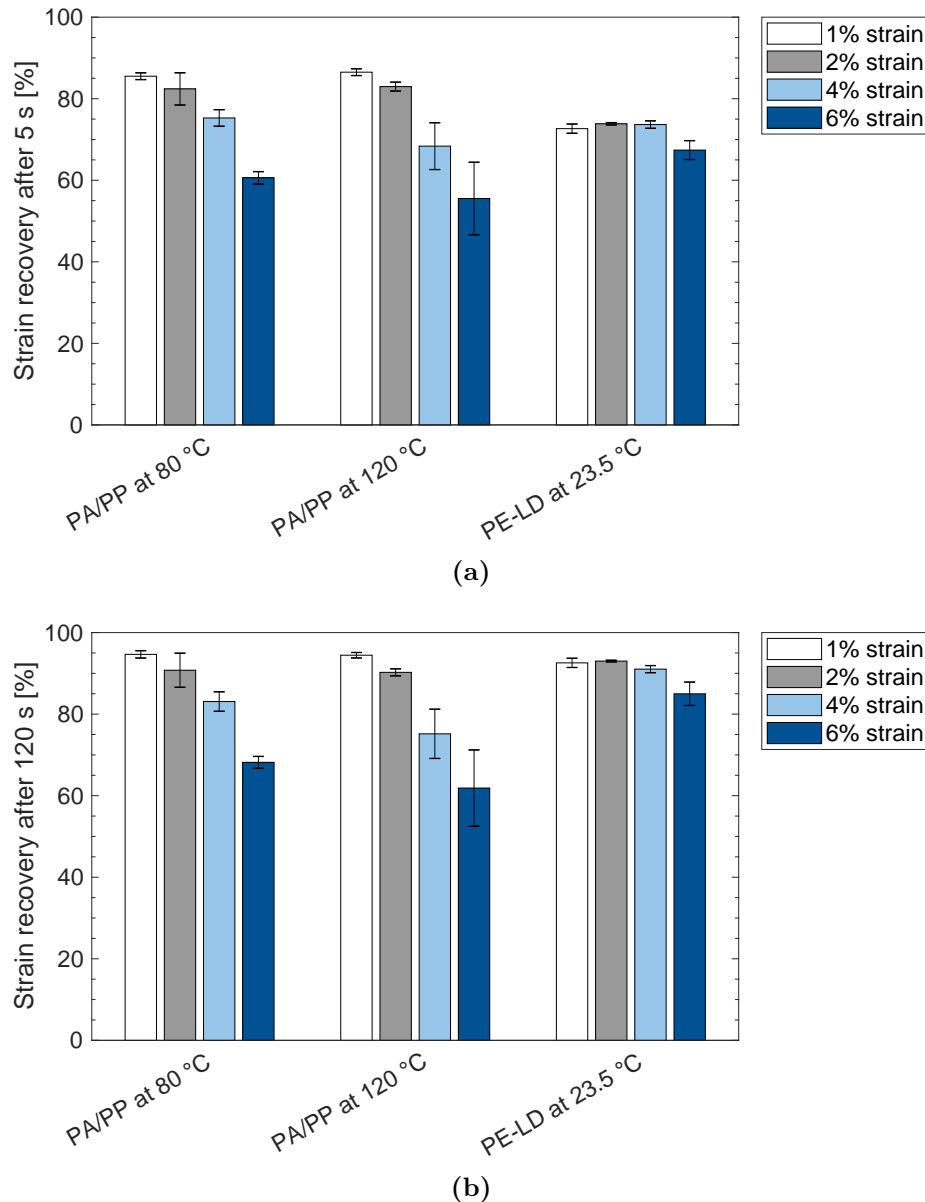 Strain recovery after 5 s [%]
100
80
60
40
20
0
PA/PP at 80 °C
PA/PP at 120 °C
PE-LD at 23.5 °C
1% strain
2% strain
4% strain
6% strain
(a)
Strain recovery after 120 s [%]
100
80
60
40
20
0
PA/PP at 80 °C
PA/PP at 120 °C
PE-LD at 23.5 °C
1% strain
2% strain
4% strain
6% strain
(b)